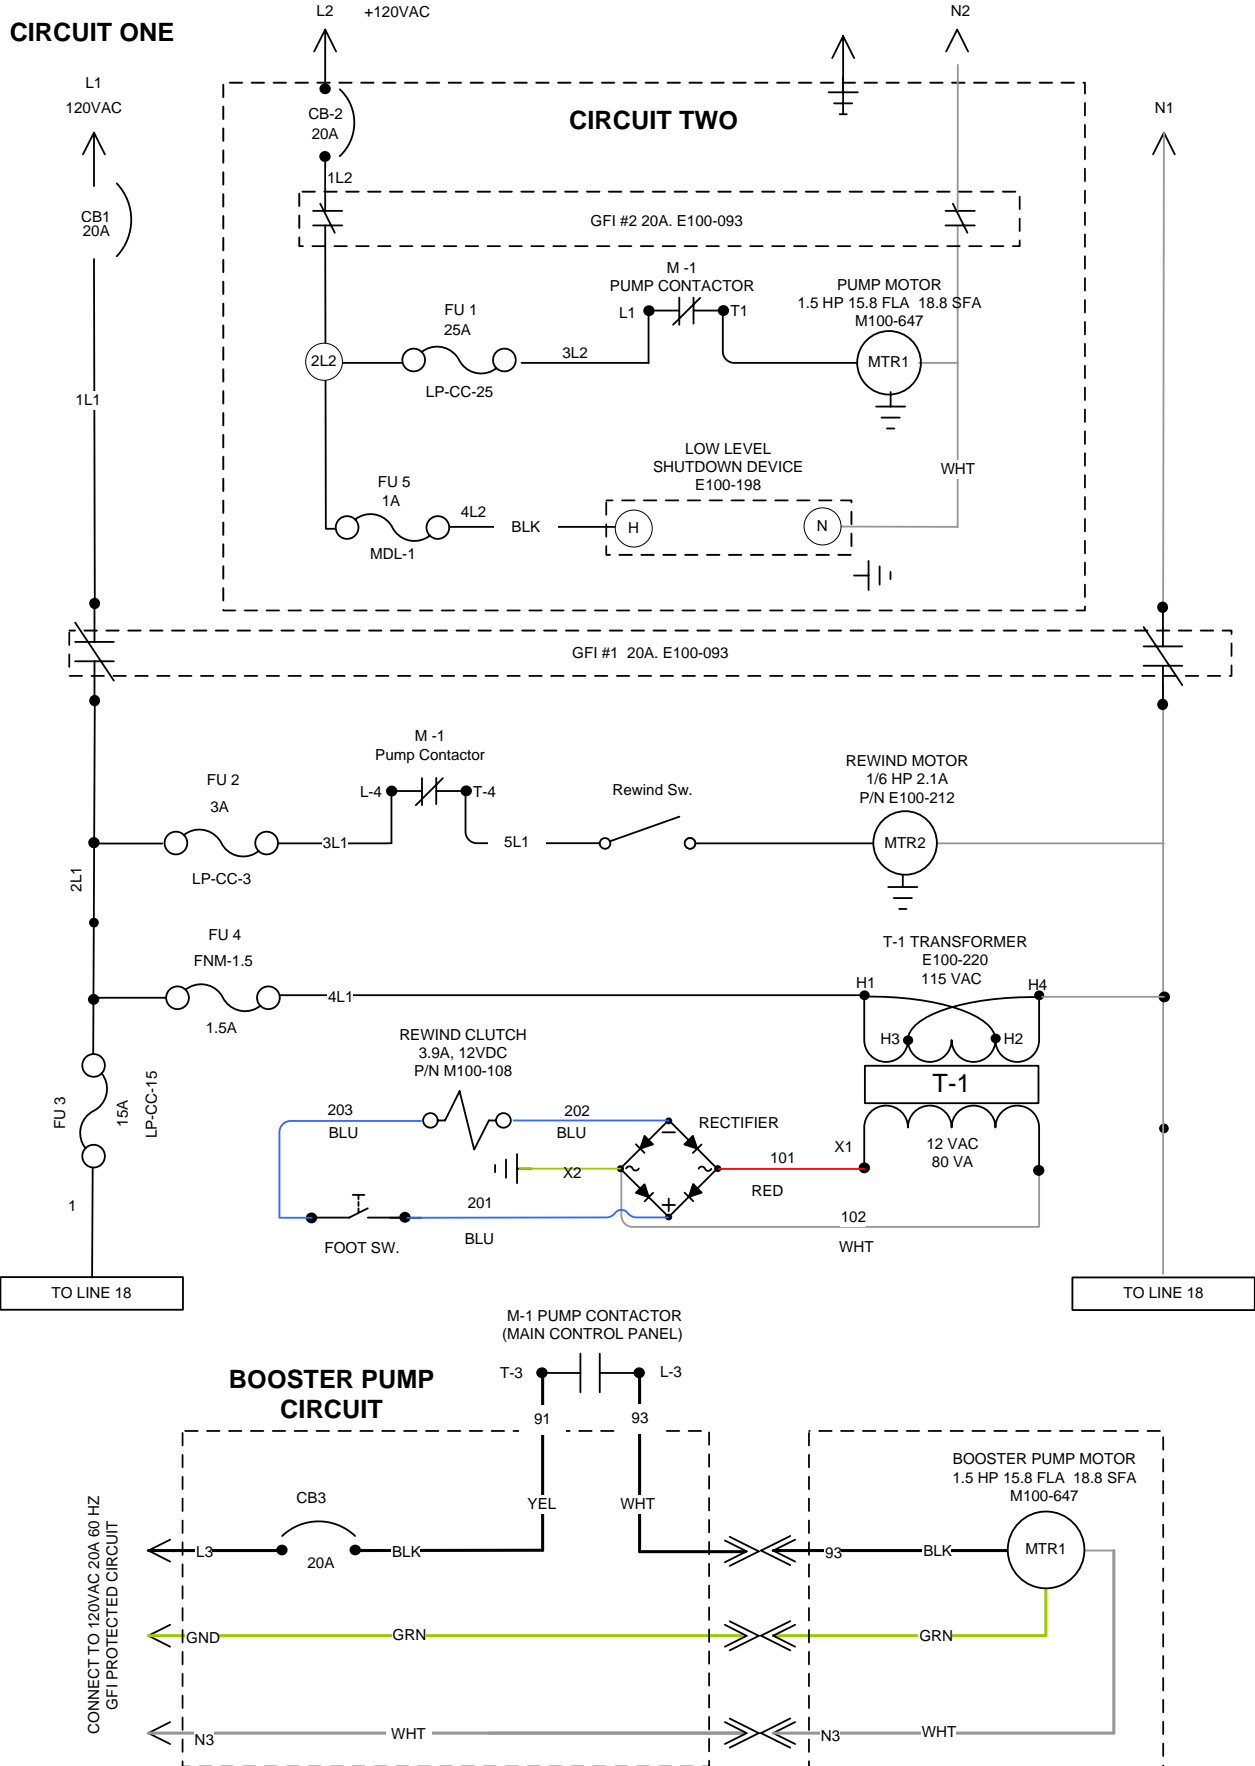 CIRCUIT ONE
L2 +120VAC
N2
L1
120VAC
CB-2
20A
CIRCUIT TWO
N1
1L2
CB1
20A
GFI #2 20A. E100-093
M -1
PUMP CONTACTOR
L1
T1
PUMP MOTOR
1.5 HP 15.8 FLA 18.8 SFA
M100-647
FU 1
25A
2L2
3L2
MTR1
LP-CC-25
1L1
LOW LEVEL
SHUTDOWN DEVICE
E100-198
WHT
FU 5
1A
4L2
BLK
H
N
MDL-1
GFI #1 20A. E100-093
M -1
Pump Contactor
REWIND MOTOR
1/6 HP 2.1A
P/N E100-212
FU 2
3A
L-4
T-4
Rewind Sw.
3L1
5L1
MTR2
LP-CC-3
2L1
FU 4
FNM-1.5
T-1 TRANSFORMER
E100-220
115 VAC
H1
H4
4L1
1.5A
REWIND CLUTCH
3.9A, 12VDC
P/N M100-108
H3
H2
T-1
FU 3
15A
LP-CC-15
203
BLU
202
BLU
RECTIFIER
−
12 VAC
80 VA
X1
X2
~
~
101
RED
1
201
BLU
+
102
WHT
FOOT SW.
TO LINE 18
TO LINE 18
M-1 PUMP CONTACTOR
(MAIN CONTROL PANEL)
T-3
L-3
BOOSTER PUMP
CIRCUIT
91
93
BOOSTER PUMP MOTOR
1.5 HP 15.8 FLA 18.8 SFA
M100-647
CB3
YEL
WHT
CONNECT TO 120VAC 20A 60 HZ
GFI PROTECTED CIRCUIT
L3
20A
BLK
93
BLK
MTR1
GND
GRN
GRN
N3
WHT
N3
WHT